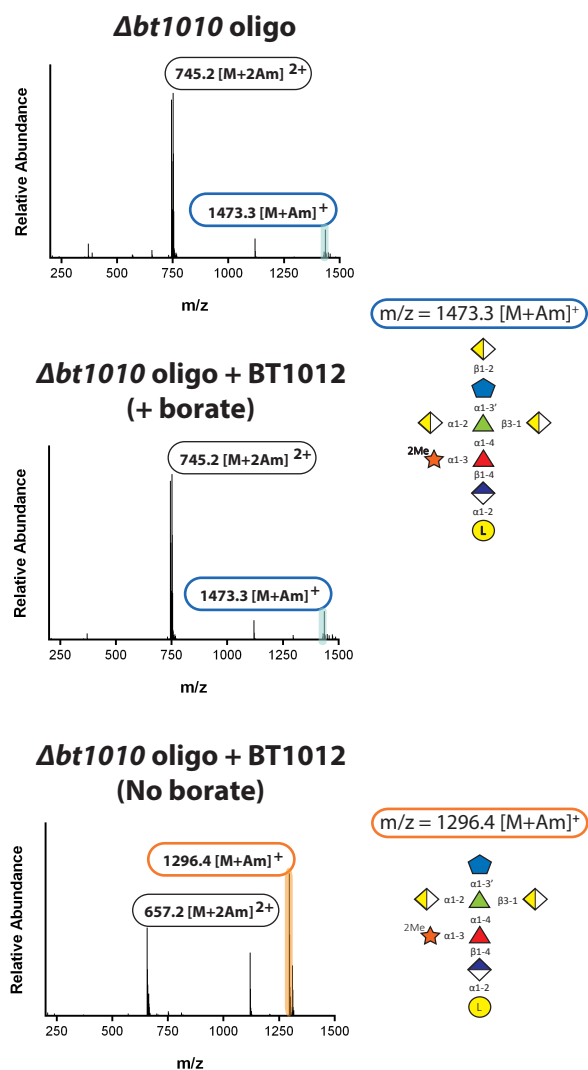 Δbt1010 oligo
745.2 [M+2Am] 2+
1473.3 [M+Am]+
Relative Abundance
250 500 750 1000 1250 1500
m/z
m/z = 1473.3 [M+Am]+
β1-2
α1-3'
α1-2 β3-1
α1-4
2Me α1-3
β1-4
α1-2
L
Δbt1010 oligo + BT1012
(+ borate)
745.2 [M+2Am] 2+
1473.3 [M+Am]+
Relative Abundance
250 500 750 1000 1250 1500
m/z
Δbt1010 oligo + BT1012
(No borate)
1296.4 [M+Am]+
657.2 [M+2Am]2+
Relative Abundance
250 500 750 1000 1250 1500
m/z
m/z = 1296.4 [M+Am]+
α1-3'
α1-2 β3-1
α1-4
2Me α1-3
β1-4
α1-2
L